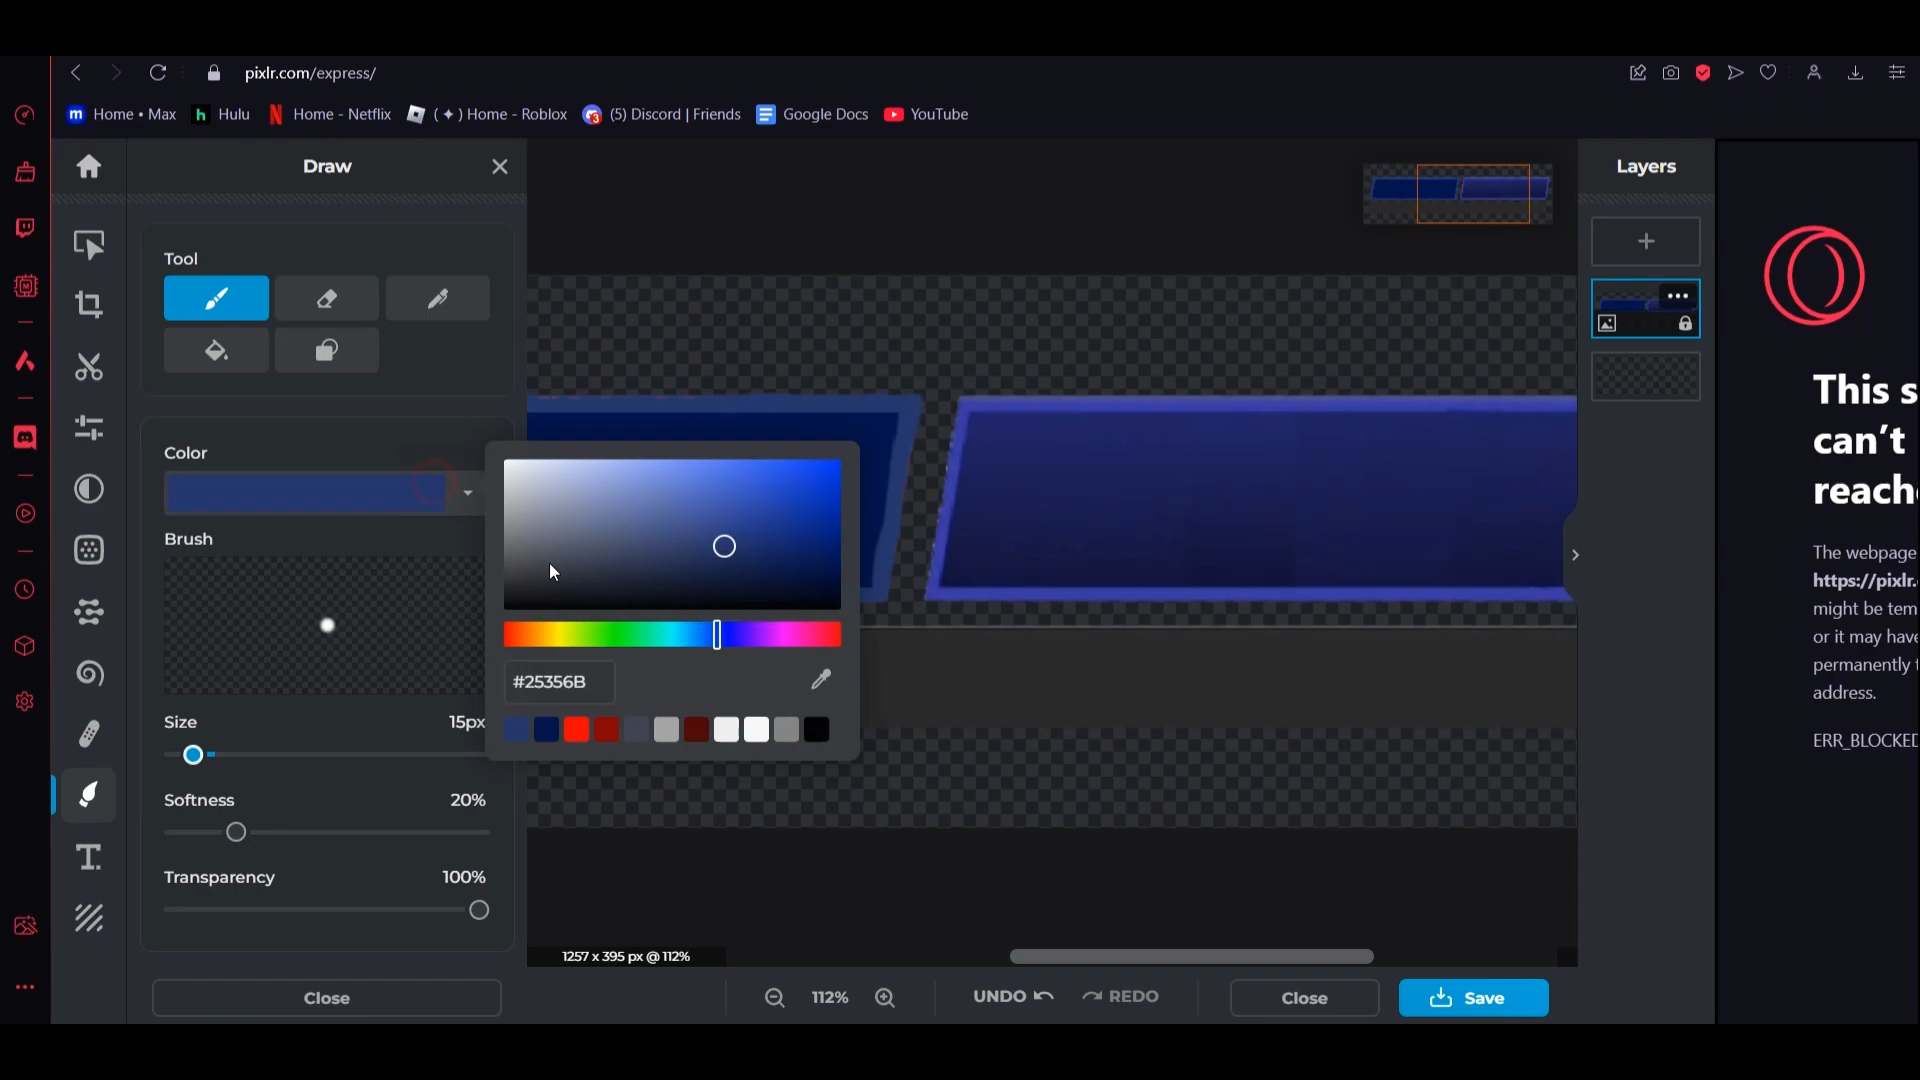 pixlr.com/express/
Home • Max
Hulu
Home - Netflix
( ✦ ) Home - Roblox
(5) Discord | Friends
Google Docs
YouTube
Draw
Layers
Tool
Color
Brush
Size 15px
Softness 20%
Transparency 100%
#25356B
Close
1257 x 395 px @ 112%
112%
UNDO
REDO
Close
Save
This s
can't
reach
The webpage
https://pixlr.
might be tem
or it may have
permanently
address.
ERR_BLOCKED